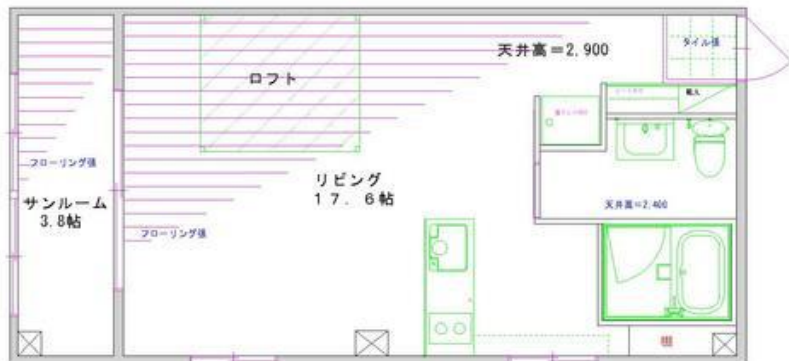 天井高=2.900
タイル張
ロフト
フローリング張
サンルーム
3.8帖
リビング
17.6帖
フローリング張
天井高=2.400
棚